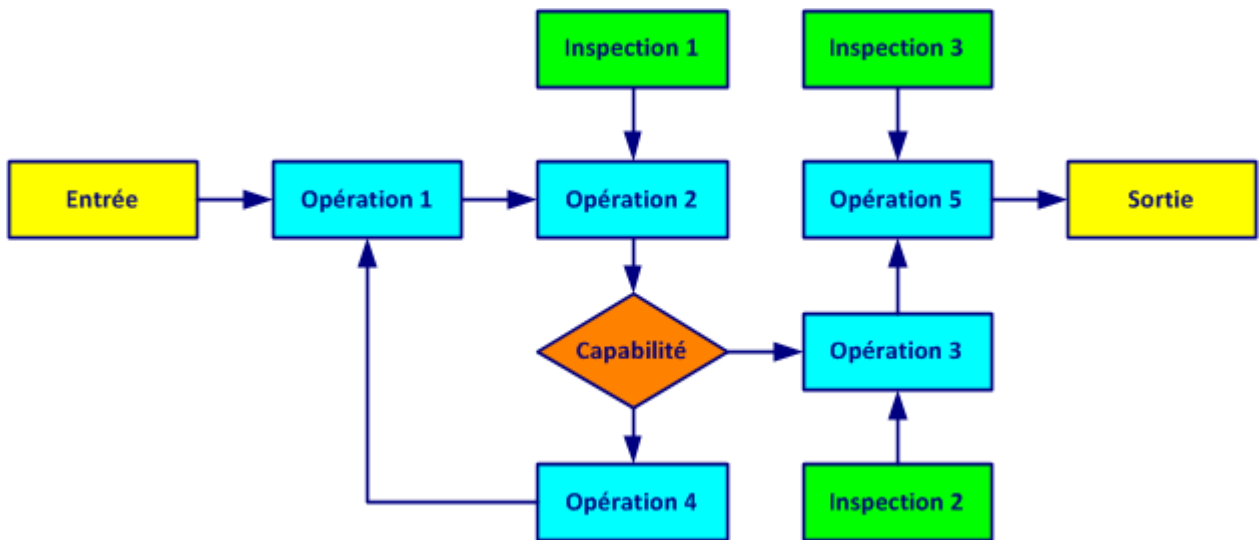 Inspection 1
Inspection 3
Entrée
Opération 1
Opération 2
Opération 5
Sortie
Capabilité
Opération 3
Opération 4
Inspection 2